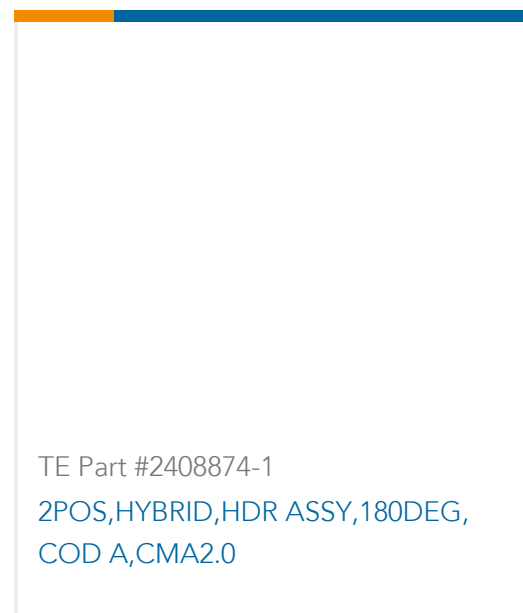 TE Part #2408874-1
2POS,HYBRID,HDR ASSY,180DEG,
COD A,CMA2.0